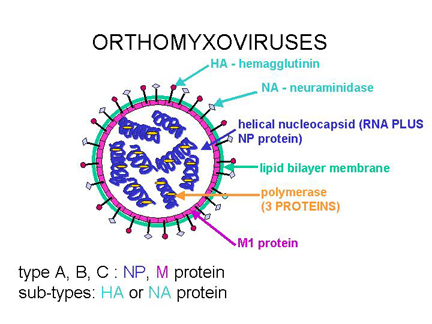 ORTHOMYXOVIRUSES
HA - hemagglutinin
NA - neuraminidase
helical nucleocapsid (RNA PLUS
NP protein)
lipid bilayer membrane
polymerase
(3 PROTEINS)
M1 protein
type A, B, C : NP, M protein
sub-types: HA or NA protein